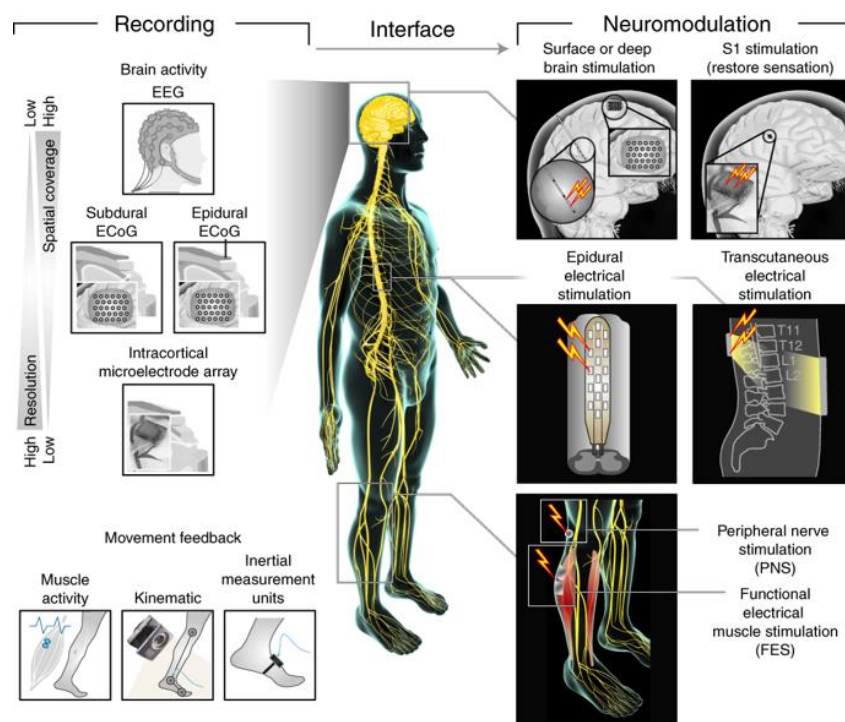 Recording
Interface
Neuromodulation
Brain activity
EEG
Low
High
Spatial coverage
Resolution
High
Low
Subdural
ECoG
Epidural
ECoG
Intracortical
microelectrode array
Movement feedback
Muscle
activity
Kinematic
Inertial
measurement
units
Surface or deep
brain stimulation
S1 stimulation
(restore sensation)
Epidural
electrical
stimulation
Transcutaneous
electrical
stimulation
T11
T12
L1
L2
Peripheral nerve
stimulation
(PNS)
Functional
electrical
muscle stimulation
(FES)